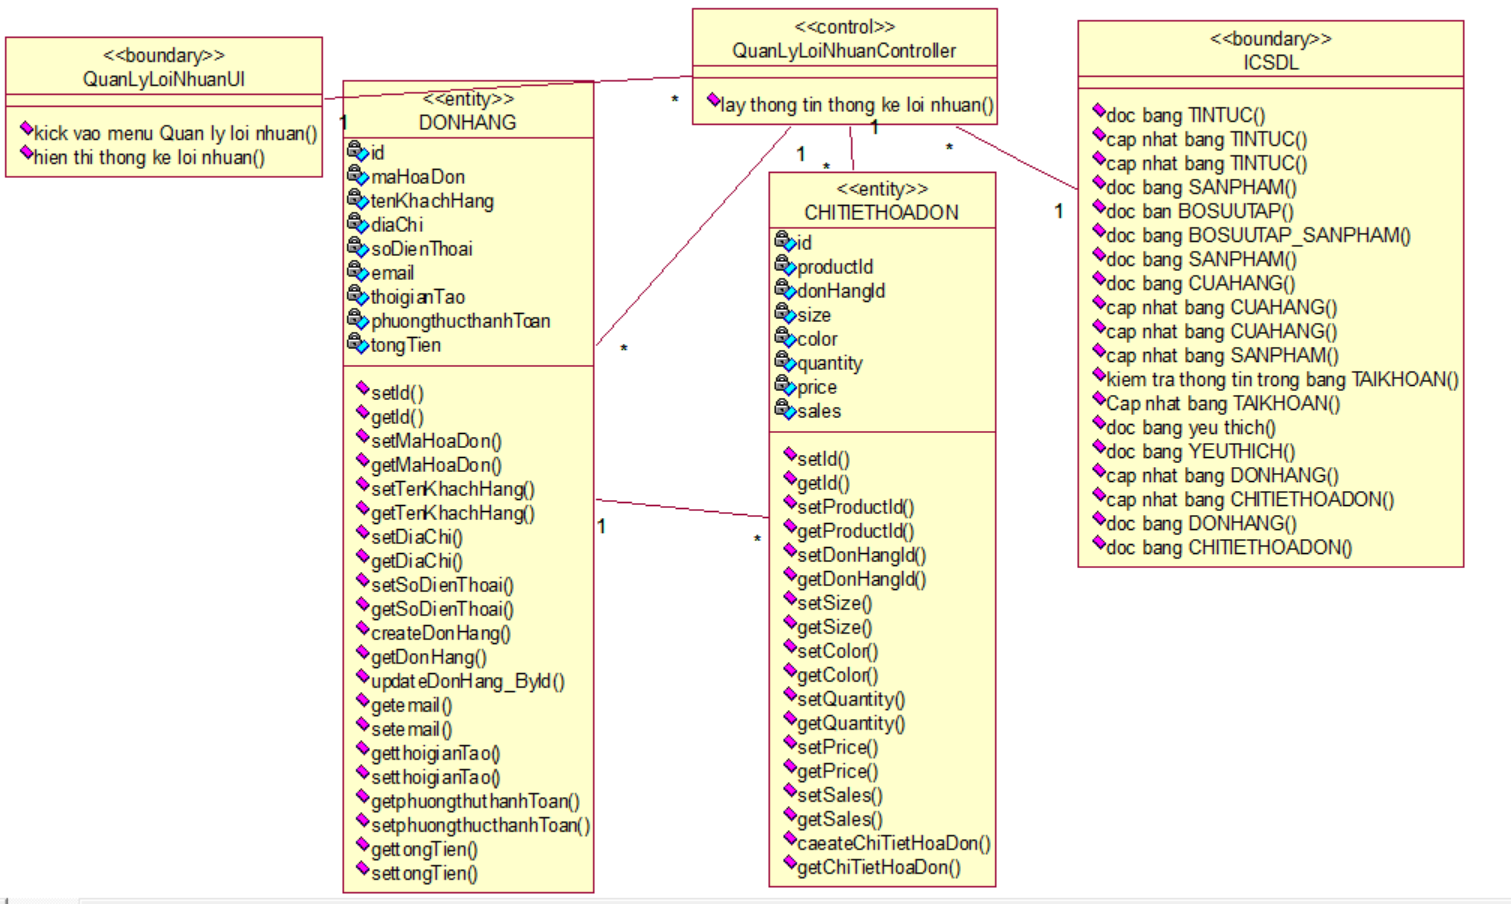 <<boundary>>
QuanLyLoiNhuanUI
kick vao menu Quan ly loi nhuan()
hien thi thong ke loi nhuan()
1
*
<<control>>
QuanLyLoiNhuanController
lay thong tin thong ke loi nhuan()
1
*
1
*
*
1
<<entity>>
DONHANG
id
maHoaDon
tenKhachHang
diaChi
soDienThoai
email
thoigianTao
phuongthucthanhToan
tongTien
setId()
getId()
setMaHoaDon()
getMaHoaDon()
setTenKhachHang()
getTenKhachHang()
setDiaChi()
getDiaChi()
setSoDienThoai()
getSoDienThoai()
createDonHang()
getDonHang()
updateDonHang_ById()
getemail()
setemail()
getthoigianTao()
setthoigianTao()
getphuongthuthanhToan()
setphuongthucthanhToan()
gettongTien()
settongTien()
1
*
<<entity>>
CHITIETHOADON
id
productId
donHangId
size
color
quantity
price
sales
setId()
getId()
setProductId()
getProductId()
setDonHangId()
getDonHangId()
setSize()
getSize()
setColor()
getColor()
setQuantity()
getQuantity()
setPrice()
getPrice()
setSales()
getSales()
caeateChiTietHoaDon()
getChiTietHoaDon()
<<boundary>>
ICSDL
doc bang TINTUC()
cap nhat bang TINTUC()
cap nhat bang TINTUC()
doc bang SANPHAM()
doc ban BOSUUTAP()
doc bang BOSUUTAP_SANPHAM()
doc bang SANPHAM()
doc bang CUAHANG()
cap nhat bang CUAHANG()
cap nhat bang CUAHANG()
cap nhat bang SANPHAM()
kiem tra thong tin trong bang TAIKHOAN()
Cap nhat bang TAIKHOAN()
doc bang yeu thich()
doc bang YEUTHICH()
cap nhat bang DONHANG()
cap nhat bang CHITIETHOADON()
doc bang DONHANG()
doc bang CHITIETHOADON()